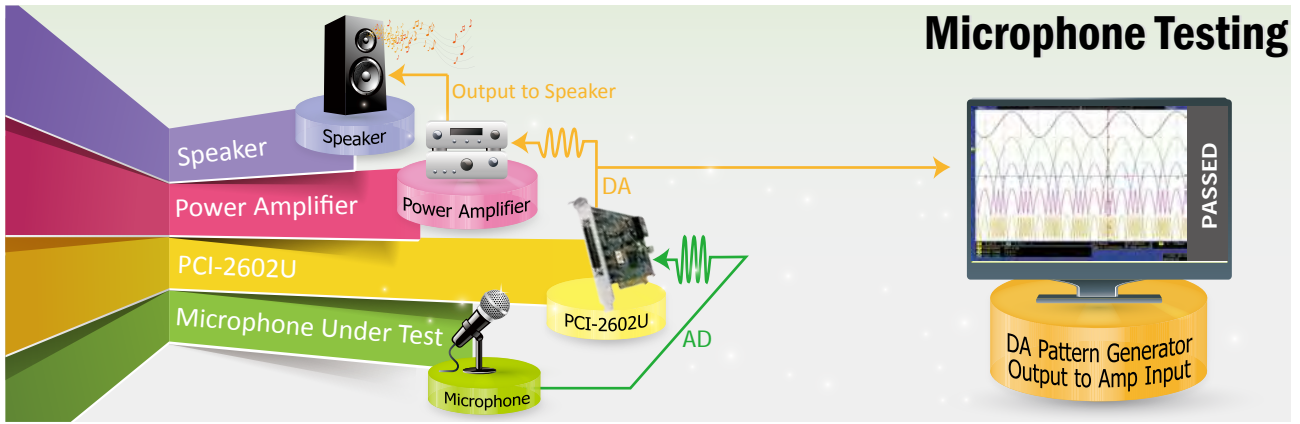 Microphone Testing
Output to Speaker
Speaker
Speaker
DA
Power Amplifier
Power Amplifier
PASSED
PCI-2602U
PCI-2602U
Microphone Under Test
AD
Microphone
DA Pattern Generator
Output to Amp Input